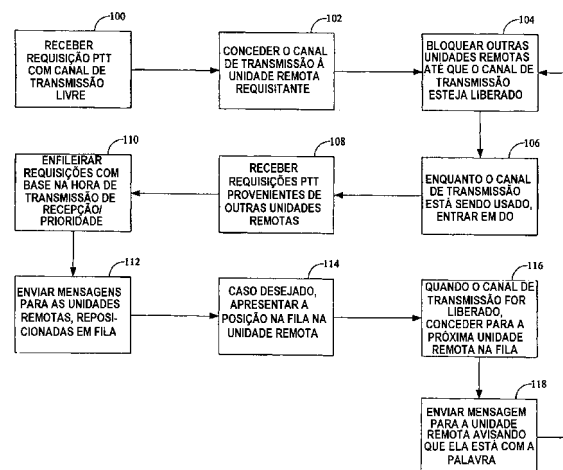 100
RECEBER
REQUISIÇÃO PTT
COM CANAL DE
TRANSMISSÃO
LIVRE
102
CONCEDER O CANAL
DE TRANSMISSÃO À
UNIDADE REMOTA
REQUISITANTE
104
BLOQUEAR OUTRAS
UNIDADES REMOTAS
ATÉ QUE O CANAL DE
TRANSMISSÃO
ESTEJA LIBERADO
106
ENQUANTO O CANAL
DE TRANSMISSÃO
ESTÁ SENDO USADO,
ENTRAR EM DO
108
RECEBER
REQUISIÇÕES PTT
PROVENIENTES DE
OUTRAS UNIDADES
REMOTAS
110
ENFILEIRAR
REQUISIÇÕES COM
BASE NA HORA DE
TRANSMISSÃO DE
RECEPÇÃO/
PRIORIDADE
112
ENVIAR MENSAGENS
PARA AS UNIDADES
REMOTAS, REPOSI-
CIONADAS EM FILA
114
CASO DESEJADO,
APRESENTAR A
POSIÇÃO NA FILA NA
UNIDADE REMOTA
116
QUANDO O CANAL DE
TRANSMISSÃO FOR
LIBERADO,
CONCEDER PARA A
PRÓXIMA UNIDADE
REMOTA NA FILA
118
ENVIAR MENSAGEM
PARA A UNIDADE
REMOTA AVISANDO
QUE ELA ESTÁ COM A
PALAVRA